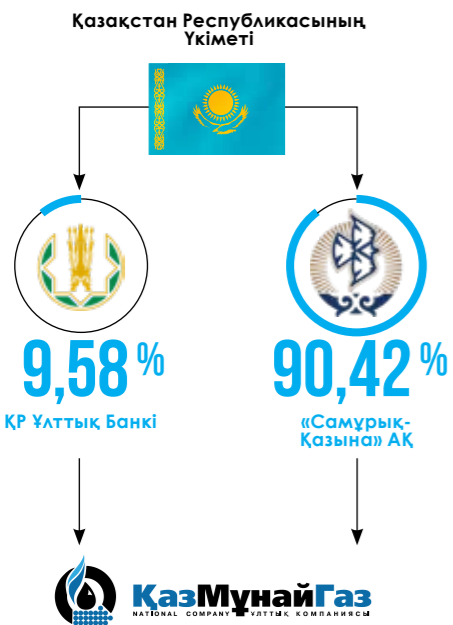 Қазақстан Республикасының
Үкіметі
9,58 %
ҚР Ұлттық Банкі
90,42 %
«Самұрық-
Қазына» АҚ
ҚазМұнайГаз
NATIONAL COMPANY ҰЛТТЫҚ КОМПАНИЯСЫ